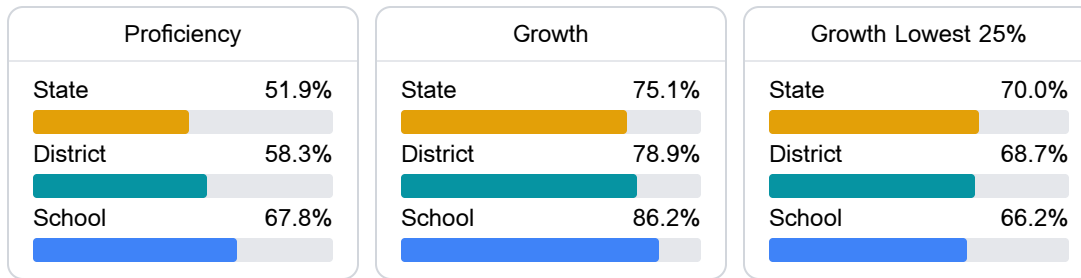 Proficiency
State 51.9%
District 58.3%
School 67.8%
Growth
State 75.1%
District 78.9%
School 86.2%
Growth Lowest 25%
State 70.0%
District 68.7%
School 66.2%